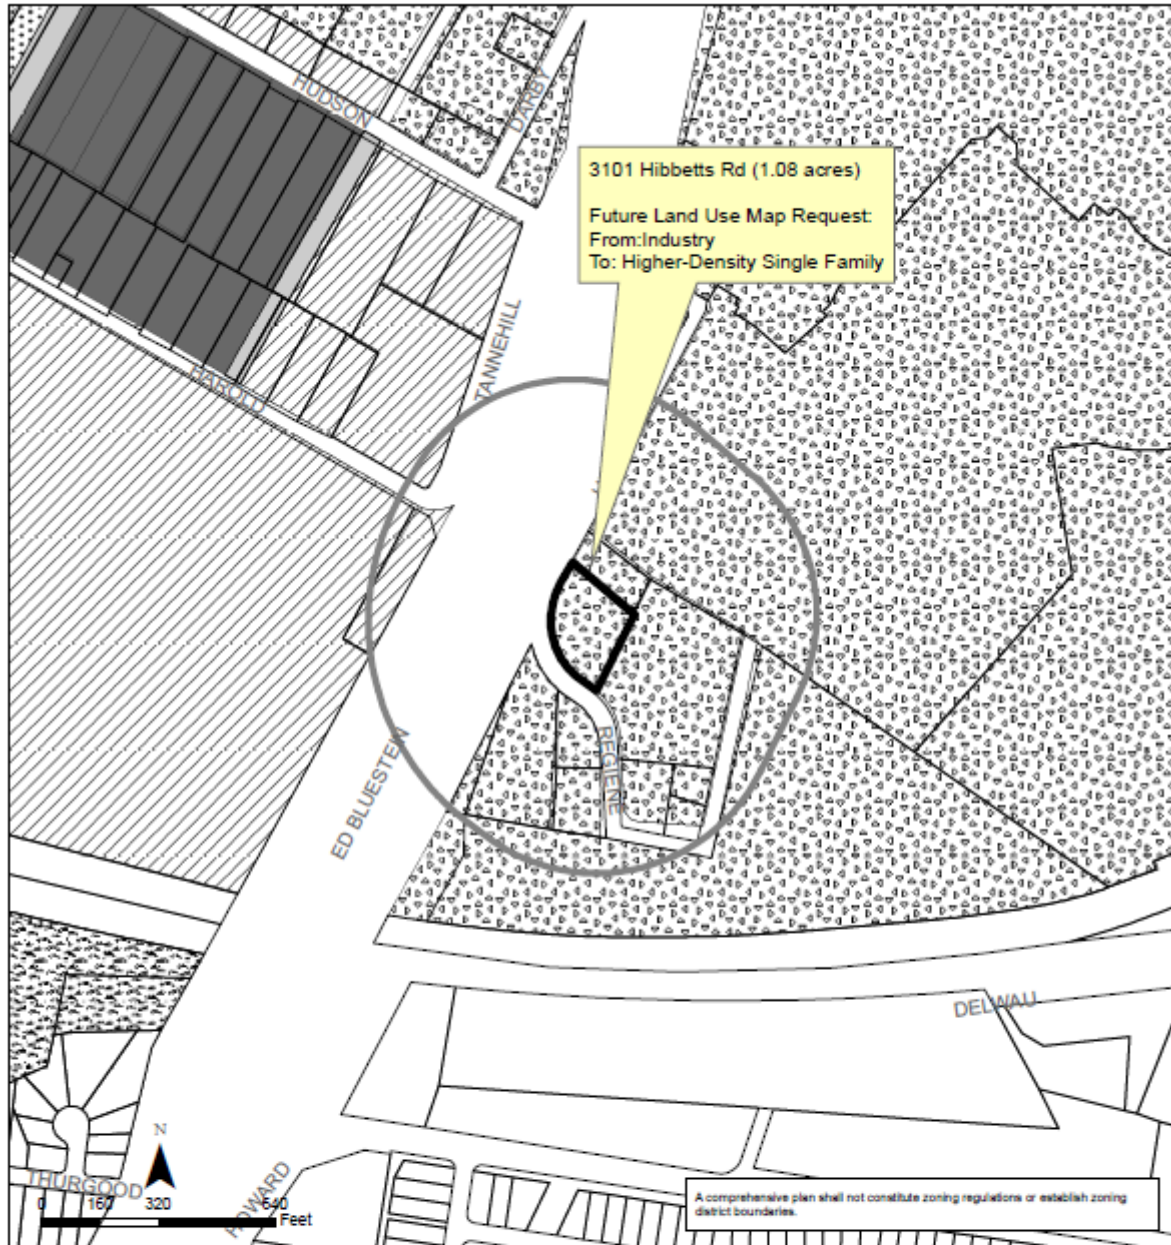 HUDSON
DARBY
3101 Hibbetts Rd (1.08 acres)
Future Land Use Map Request:
From:Industry
To: Higher-Density Single Family
TANNEHILL
HAROLD
ED BLUESTEIN
REGIENE
DELWAU
N
THURGOOD
HOWARD
0 160 320 640
Feet
A comprehensive plan shall not constitute zoning regulations or establish zoning
district boundaries.